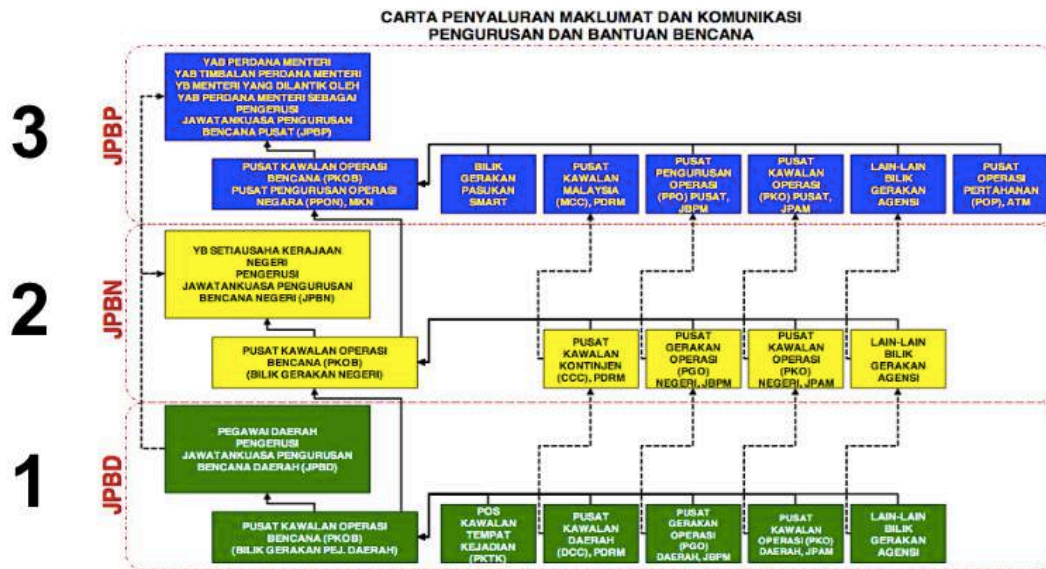 CARTA PENYALURAN MAKLUMAT DAN KOMUNIKASI
PENGURUSAN DAN BANTUAN BENCANA
3
JPBP
YAB PERDANA MENTERI
YAB TIMBALAN PERDANA MENTERI
YB MENTERI YANG DILANTIK OLEH
YAB PERDANA MENTERI SEBAGAI
PENGERUSI
JAWATANKUASA PENGURUSAN
BENCANA PUSAT (JPBP)
PUSAT KAWALAN OPERASI
BENCANA (PKOB)
PUSAT PENGURUSAN OPERASI
NEGARA (PPON), MKN
BILIK
GERAKAN
PASUKAN
SMART
PUSAT
KAWALAN
MALAYSIA
(MCC), PDRM
PUSAT
PENGURUSAN
OPERASI
(PPO) PUSAT,
JBPM
PUSAT
KAWALAN
OPERASI
(PKO) PUSAT,
JPAM
LAIN-LAIN
BILIK
GERAKAN
AGENSI
PUSAT
OPERASI
PERTAHANAN
(POP), ATM
2
JPBN
YB SETIAUSAHA KERAJAAN
NEGERI
PENGERUSI
JAWATANKUASA PENGURUSAN
BENCANA NEGERI (JPBN)
PUSAT KAWALAN OPERASI
BENCANA (PKOB)
(BILIK GERAKAN NEGERI)
PUSAT
KAWALAN
KONTINJEN
(CCC), PDRM
PUSAT
GERAKAN
OPERASI
(PGO)
NEGERI, JBPM
PUSAT
KAWALAN
OPERASI
(PKO)
NEGERI, JPAM
LAIN-LAIN
BILIK
GERAKAN
AGENSI
1
JPBD
PEGAWAI DAERAH
PENGERUSI
JAWATANKUASA PENGURUSAN
BENCANA DAERAH (JPBD)
PUSAT KAWALAN OPERASI
BENCANA (PKOB)
(BILIK GERAKAN PEJ. DAERAH)
POS
KAWALAN
TEMPAT
KEJADIAN
(PKTK)
PUSAT
KAWALAN
DAERAH
(DCC), PDRM
PUSAT
GERAKAN
OPERASI
(PGO)
DAERAH, JBPM
PUSAT
KAWALAN
OPERASI (PKO)
DAERAH, JPAM
LAIN-LAIN
BILIK
GERAKAN
AGENSI